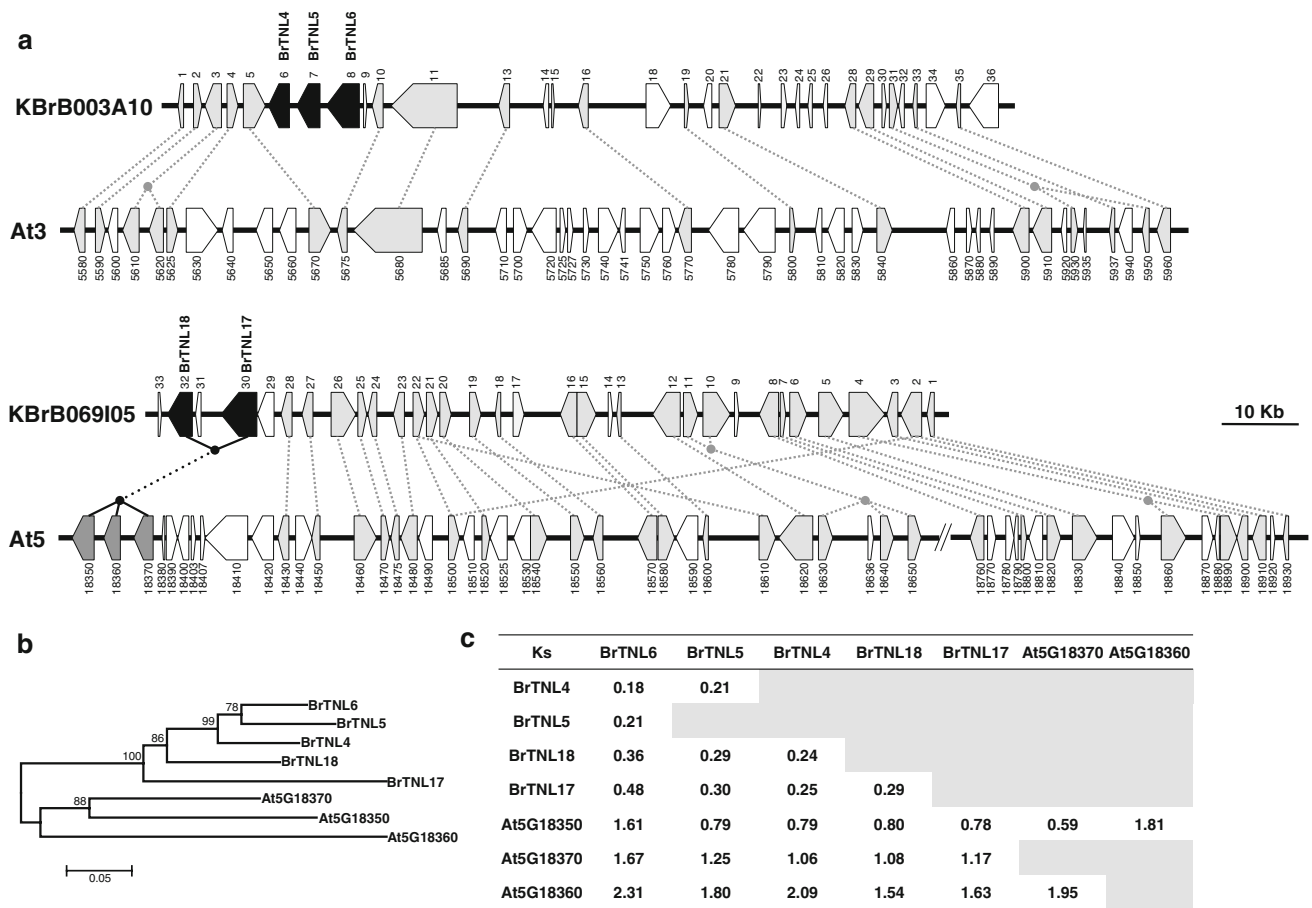 a
BrTNL4
BrTNL5
BrTNL6
1 2 3 4 5 6 7 8 9 10 11 13 14 15 16 18 19 20 21 22 23 24 25 26 28 29 30 31 32 33 34 35 36
KBrB003A10
At3
5580 5590 5600 5610 5620 5625 5630 5640 5650 5660 5670 5675 5680 5685 5690 5710 5700 5720 5725 5727 5730 5740 5741 5750 5760 5770 5780 5790 5800 5810 5820 5830 5840 5860 5870 5880 5890 5900 5910 5920 5930 5935 5937 5940 5950 5960
BrTNL18
BrTNL17
33 32 31 30 29 28 27 26 25 24 23 22 21 20 19 18 17 16 15 14 13 12 11 10 9 8 7 6 5 4 3 2 1
KBrB069I05
10 Kb
At5
18350 18360 18370 18380 18390 18400 18403 18407 18410 18420 18430 18440 18450 18460 18470 18475 18480 18490 18500 18510 18520 18525 18530 18540 18550 18560 18570 18580 18590 18600 18610 18620 18630 18636 18640 18650 18760 18770 18780 18790 18800 18810 18820 18830 18840 18850 18860 18870 18880 18890 18900 18910 18920 18930
b
78 BrTNL6
BrTNL5
99
BrTNL4
86
BrTNL18
100
BrTNL17
At5G18370
88
At5G18350
At5G18360
0.05
c
Ks BrTNL6 BrTNL5 BrTNL4 BrTNL18 BrTNL17 At5G18370 At5G18360
BrTNL4 0.18 0.21
BrTNL5 0.21
BrTNL18 0.36 0.29 0.24
BrTNL17 0.48 0.30 0.25 0.29
At5G18350 1.61 0.79 0.79 0.80 0.78 0.59 1.81
At5G18370 1.67 1.25 1.06 1.08 1.17
At5G18360 2.31 1.80 2.09 1.54 1.63 1.95